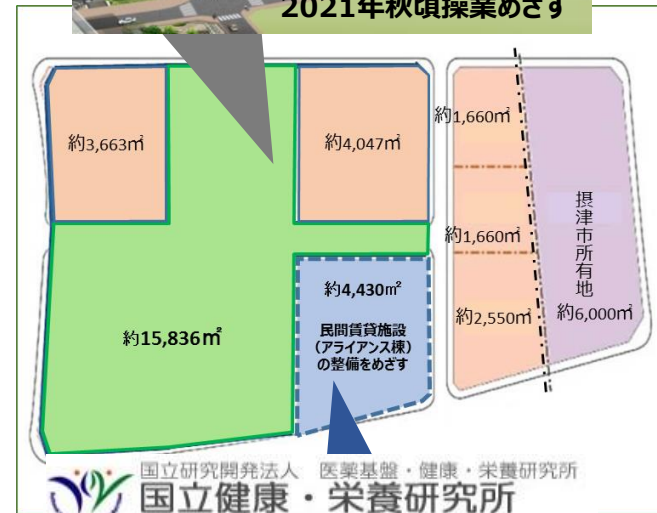 2021年秋頃操業めざす
約3,663㎡
約4,047㎡
約1,660㎡
約1,660㎡
約2,550㎡
摂津市所有地
約6,000㎡
約15,836㎡
約4,430㎡
民間賃貸施設
（アライアンス棟）
の整備をめざす
国立研究開発法人　医薬基盤・健康・栄養研究所
国立健康・栄養研究所